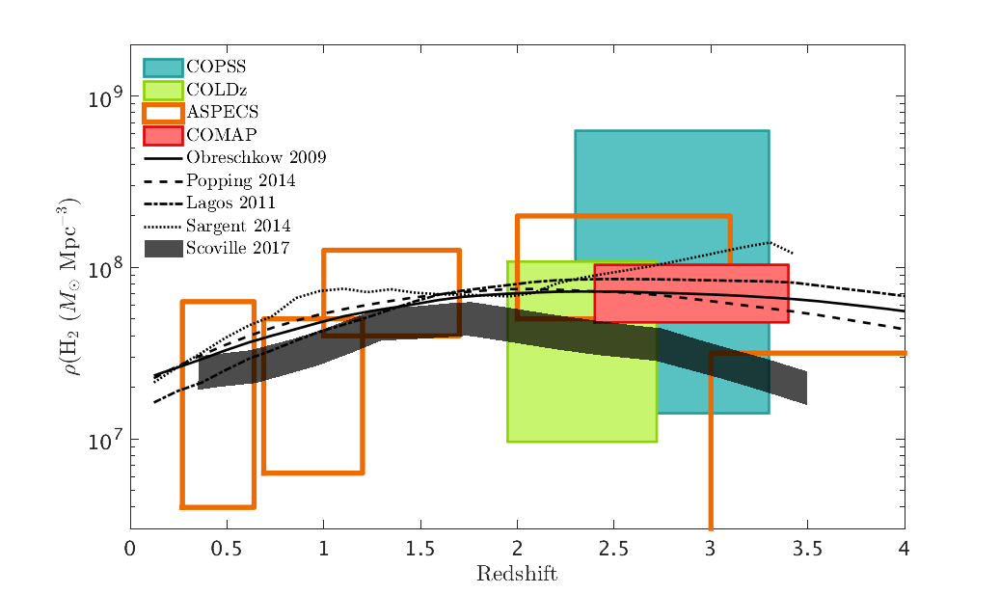 COPSS
COLDz
ASPECS
COMAP
Obreschkow 2009
Popping 2014
Lagos 2011
Sargent 2014
Scoville 2017
10^9
10^8
10^7
ρ(H₂ (M⊙ Mpc⁻³)
0 0.5 1 1.5 2 2.5 3 3.5 4
Redshift